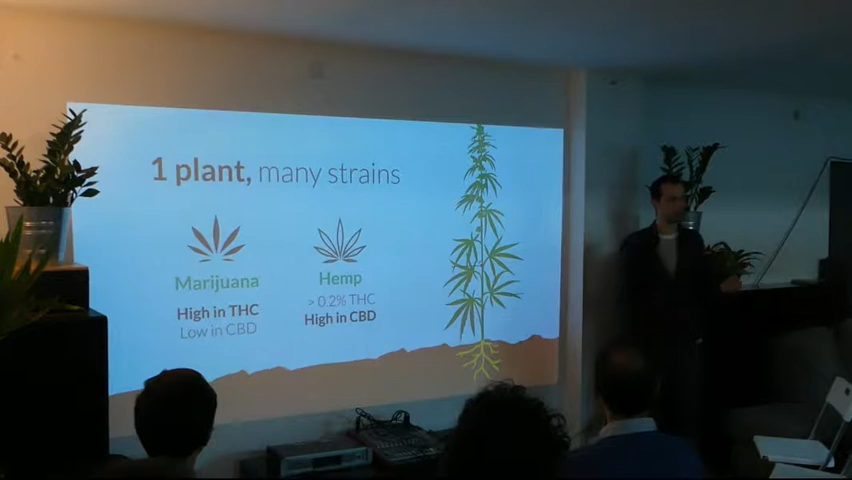 1 plant, many strains
Marijuana
High in THC
Low in CBD
Hemp
> 0.2% THC
High in CBD